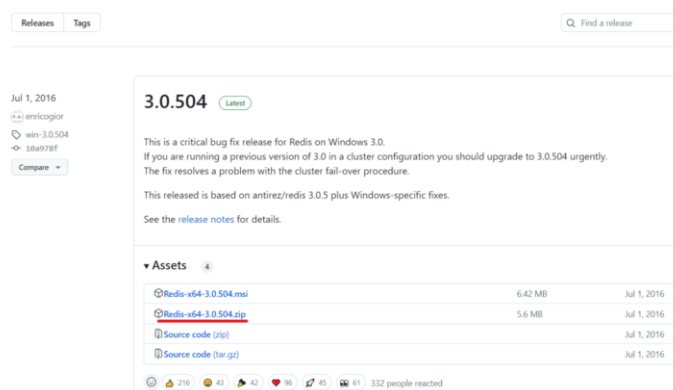 Releases Tags
Find a release
Jul 1, 2016
enricogior
win-3.0.504
10a978f
Compare
3.0.504 Latest
This is a critical bug fix release for Redis on Windows 3.0.
If you are running a previous version of 3.0 in a cluster configuration you should upgrade to 3.0.504 urgently.
The fix resolves a problem with the cluster fail-over procedure.
This released is based on antirez/redis 3.0.5 plus Windows-specific fixes.
See the release notes for details.
Assets 4
Redis-x64-3.0.504.msi 6.42 MB Jul 1, 2016
Redis-x64-3.0.504.zip 5.6 MB Jul 1, 2016
Source code (zip) Jul 1, 2016
Source code (tar.gz) Jul 1, 2016
216 43 42 96 45 61 332 people reacted